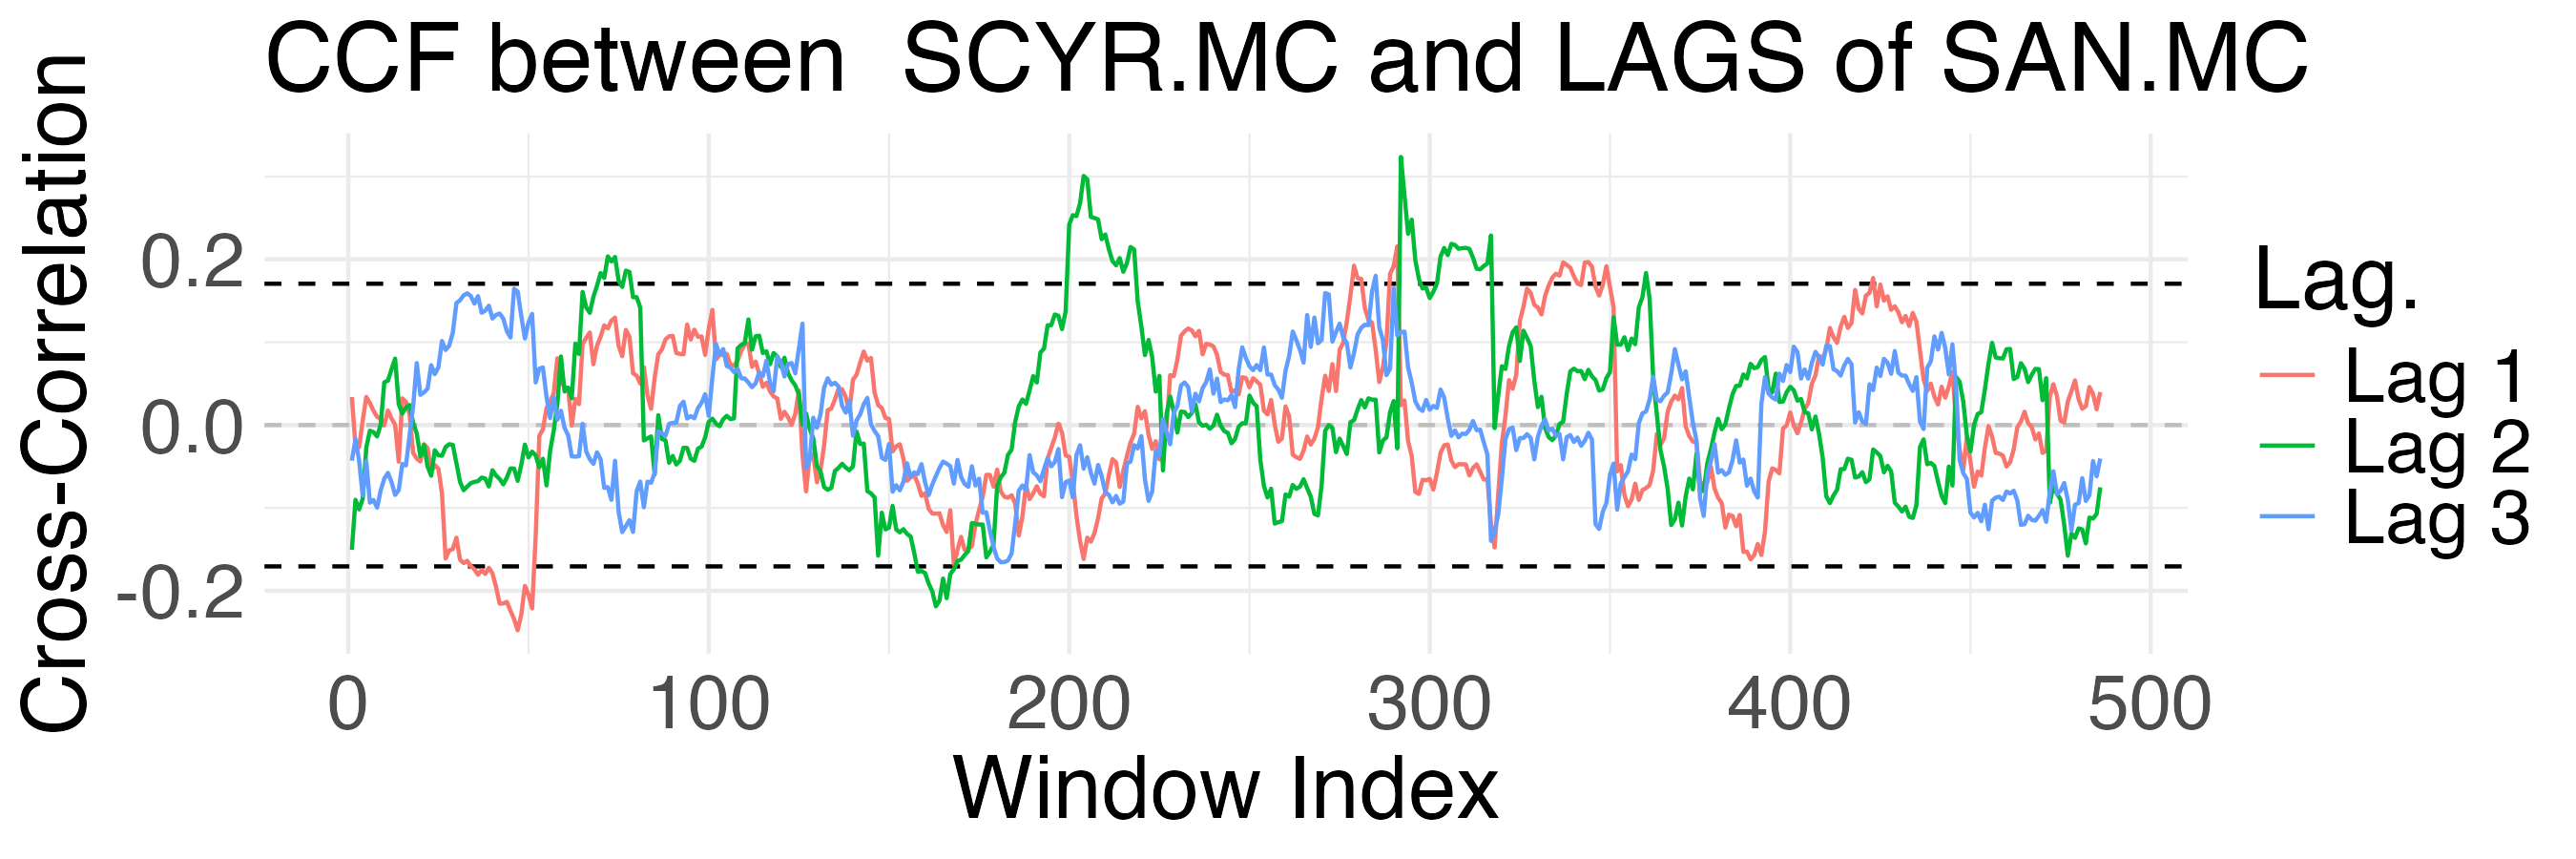 CCF between  SCYR.MC and LAGS of SAN.MC
Cross-Correlation
0.2
0.0
-0.2
0 100 200 300 400 500
Window Index
Lag.
Lag 1
Lag 2
Lag 3